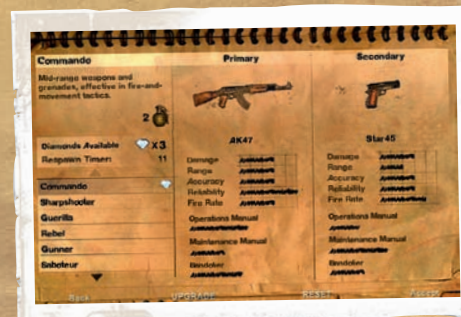 Commando
Mid-range weapons and
grenades, effective in fire-and-
movement tactics.
2
Diamonds Available x3
Respawn Timer: 11
Commando
Sharpshooter
Guerilla
Rebel
Gunner
Saboteur
Primary
AK47
Damage
Range
Accuracy
Reliability
Fire Rate
Operations Manual
Maintenance Manual
Bandolier
Secondary
Star45
Damage
Range
Accuracy
Reliability
Fire Rate
Operations Manual
Maintenance Manual
Bandolier
Back
UPGRADE
RESET
Accept